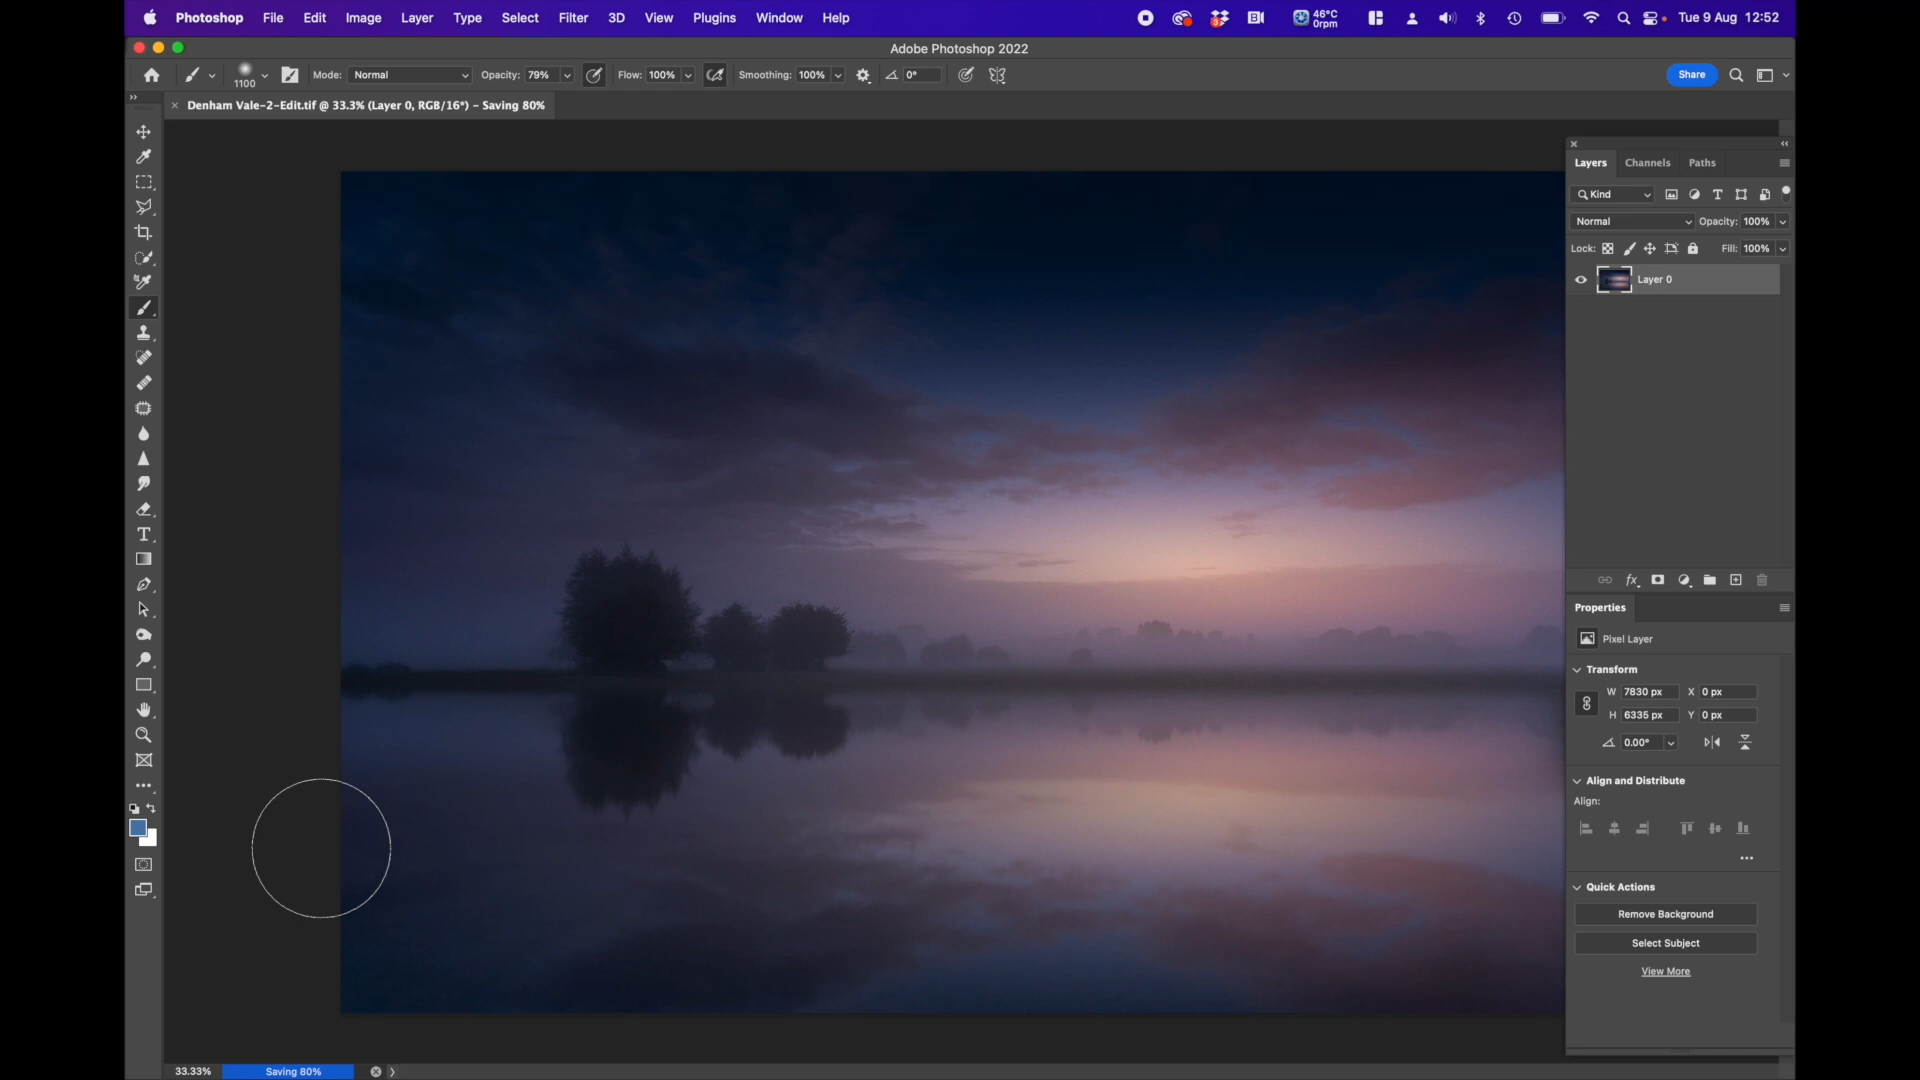 Photoshop File Edit Image Layer Type Select Filter 3D View Plugins Window Help 46°C 0rpm Tue 9 Aug 12:52
Adobe Photoshop 2022
1100 Mode: Normal Opacity: 79% Flow: 100% Smoothing: 100% 0° Share
Denham Vale-2-Edit.tif @ 33.3% (Layer 0, RGB/16*) - Saving 80%
Layers Channels Paths
Kind
Normal Opacity: 100%
Lock: Fill: 100%
Layer 0
fx
Properties
Pixel Layer
Transform
W 7830 px X 0 px
H 6335 px Y 0 px
0.00°
Align and Distribute
Align:
Quick Actions
Remove Background
Select Subject
View More
33.33% Saving 80%